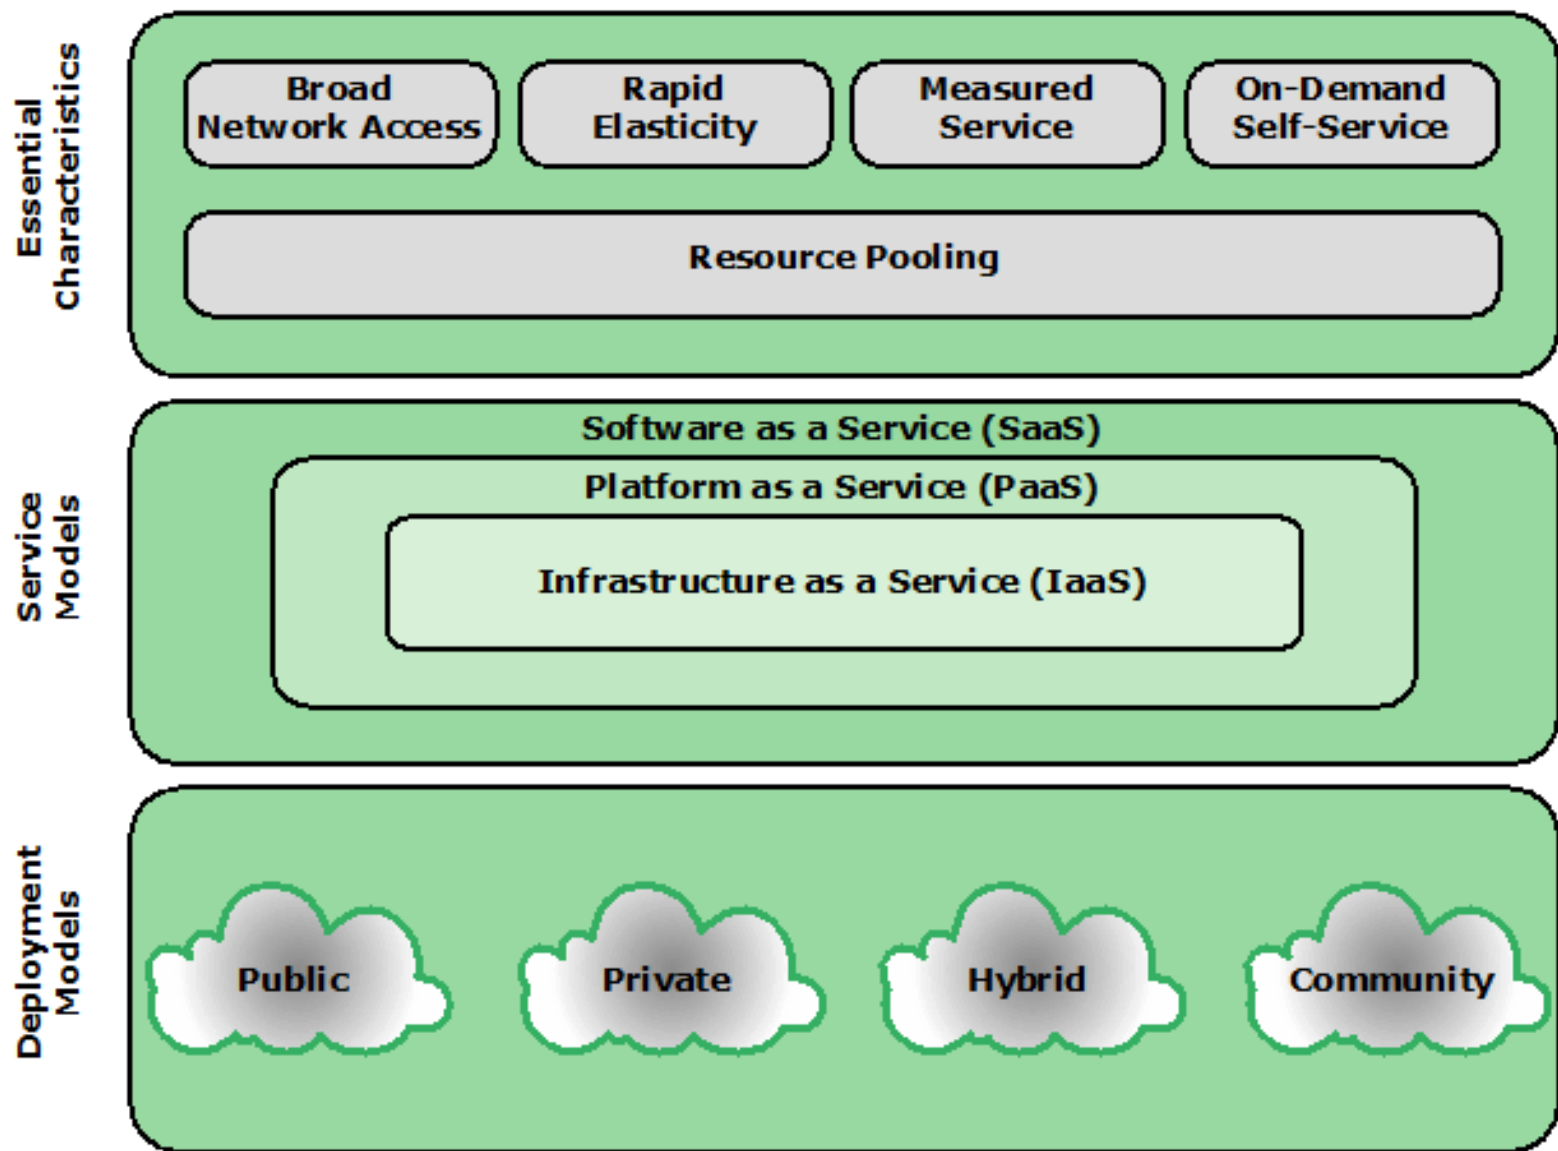 Essential
Characteristics
Broad
Network Access
Rapid
Elasticity
Measured
Service
On-Demand
Self-Service
Resource Pooling
Service
Models
Software as a Service (SaaS)
Platform as a Service (PaaS)
Infrastructure as a Service (IaaS)
Deployment
Models
Public
Private
Hybrid
Community